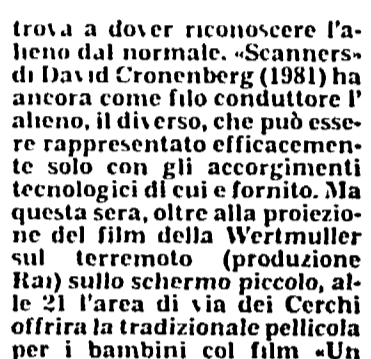 trova a dover riconoscere l'a-
lieno dal normale. «Scanners»
di David Cronenberg (1981) ha
ancora come filo conduttore l'
alieno, il diverso, che può esse-
re rappresentato efficacemen-
te solo con gli accorgimenti
tecnologici di cui e fornito. Ma
questa sera, oltre alla proiezio-
ne del film della Wertmuller
sul terremoto (produzione
Rai) sullo schermo piccolo, al-
le 21 l'area di via dei Cerchi
offrira la tradizionale pellicola
per i bambini col film «Un